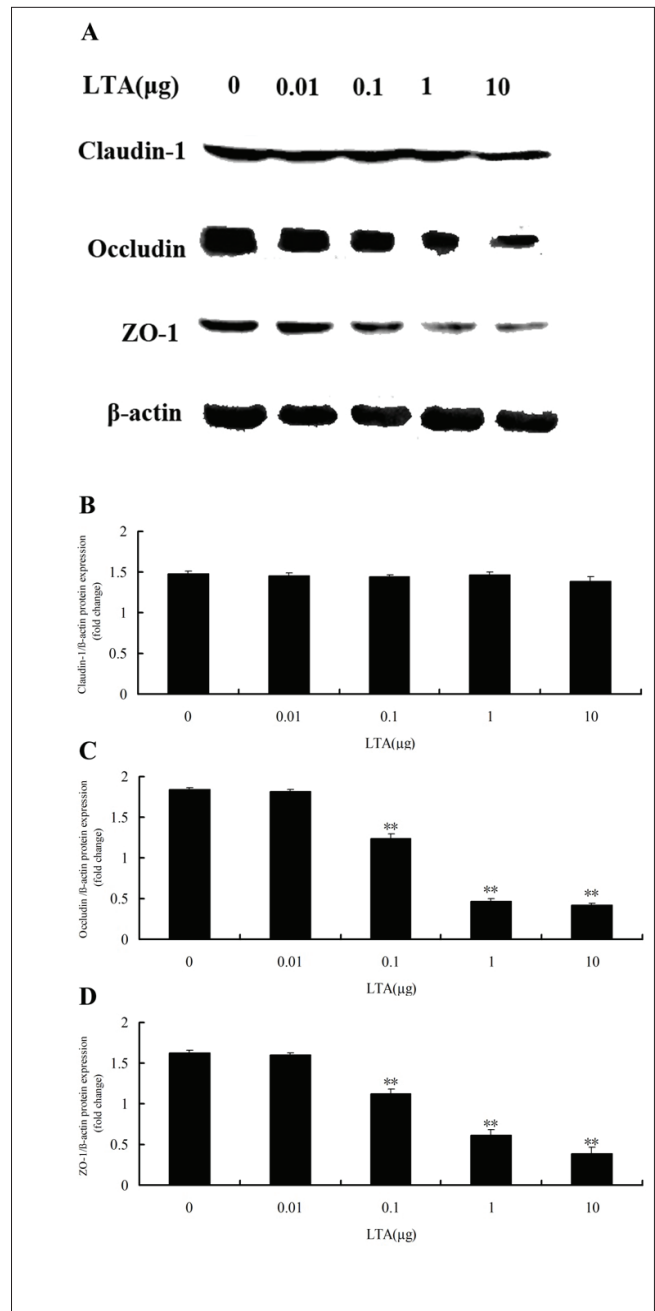 A
LTA(μg) 0 0.01 0.1 1 10
Claudin-1
Occludin
ZO-1
β-actin
B
Claudin-1/ß-actin protein expression
(fold change)
2
1.5
1
0.5
0
0 0.01 0.1 1 10
LTA(μg)
C
Occludin /ß-actin protein expression
(fold change)
2
1.5
1
0.5
0
**
**
**
0 0.01 0.1 1 10
LTA(μg)
D
ZO-1/ß-actin protein expression
(fold change)
2
1.5
1
0.5
0
**
**
**
0 0.01 0.1 1 10
LTA(μg)